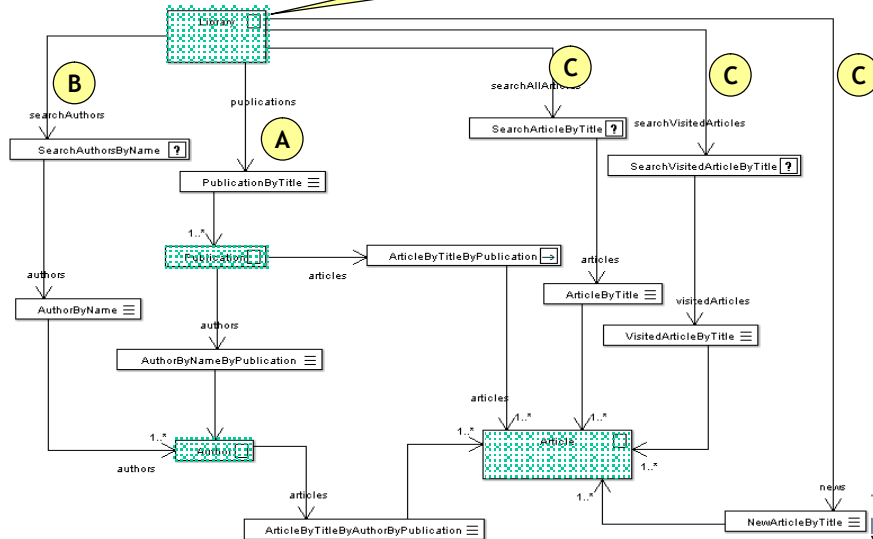 Library
B
C
C
C
searchAllArticles
publications
searchAuthors
SearchArticleByTitle ?
searchVisitedArticles
A
SearchAuthorsByName ?
SearchVisitedArticleByTitle ?
PublicationByTitle
1..*
Publication
articles
ArticleByTitleByPublication
articles
authors
ArticleByTitle
visitedArticles
AuthorByName
authors
VisitedArticleByTitle
AuthorByNameByPublication
articles
1..*
1..*
1..*
1..*
Author
Article
authors
1..*
articles
1..*
news
ArticleByTitleByAuthorByPublication
NewArticleByTitle